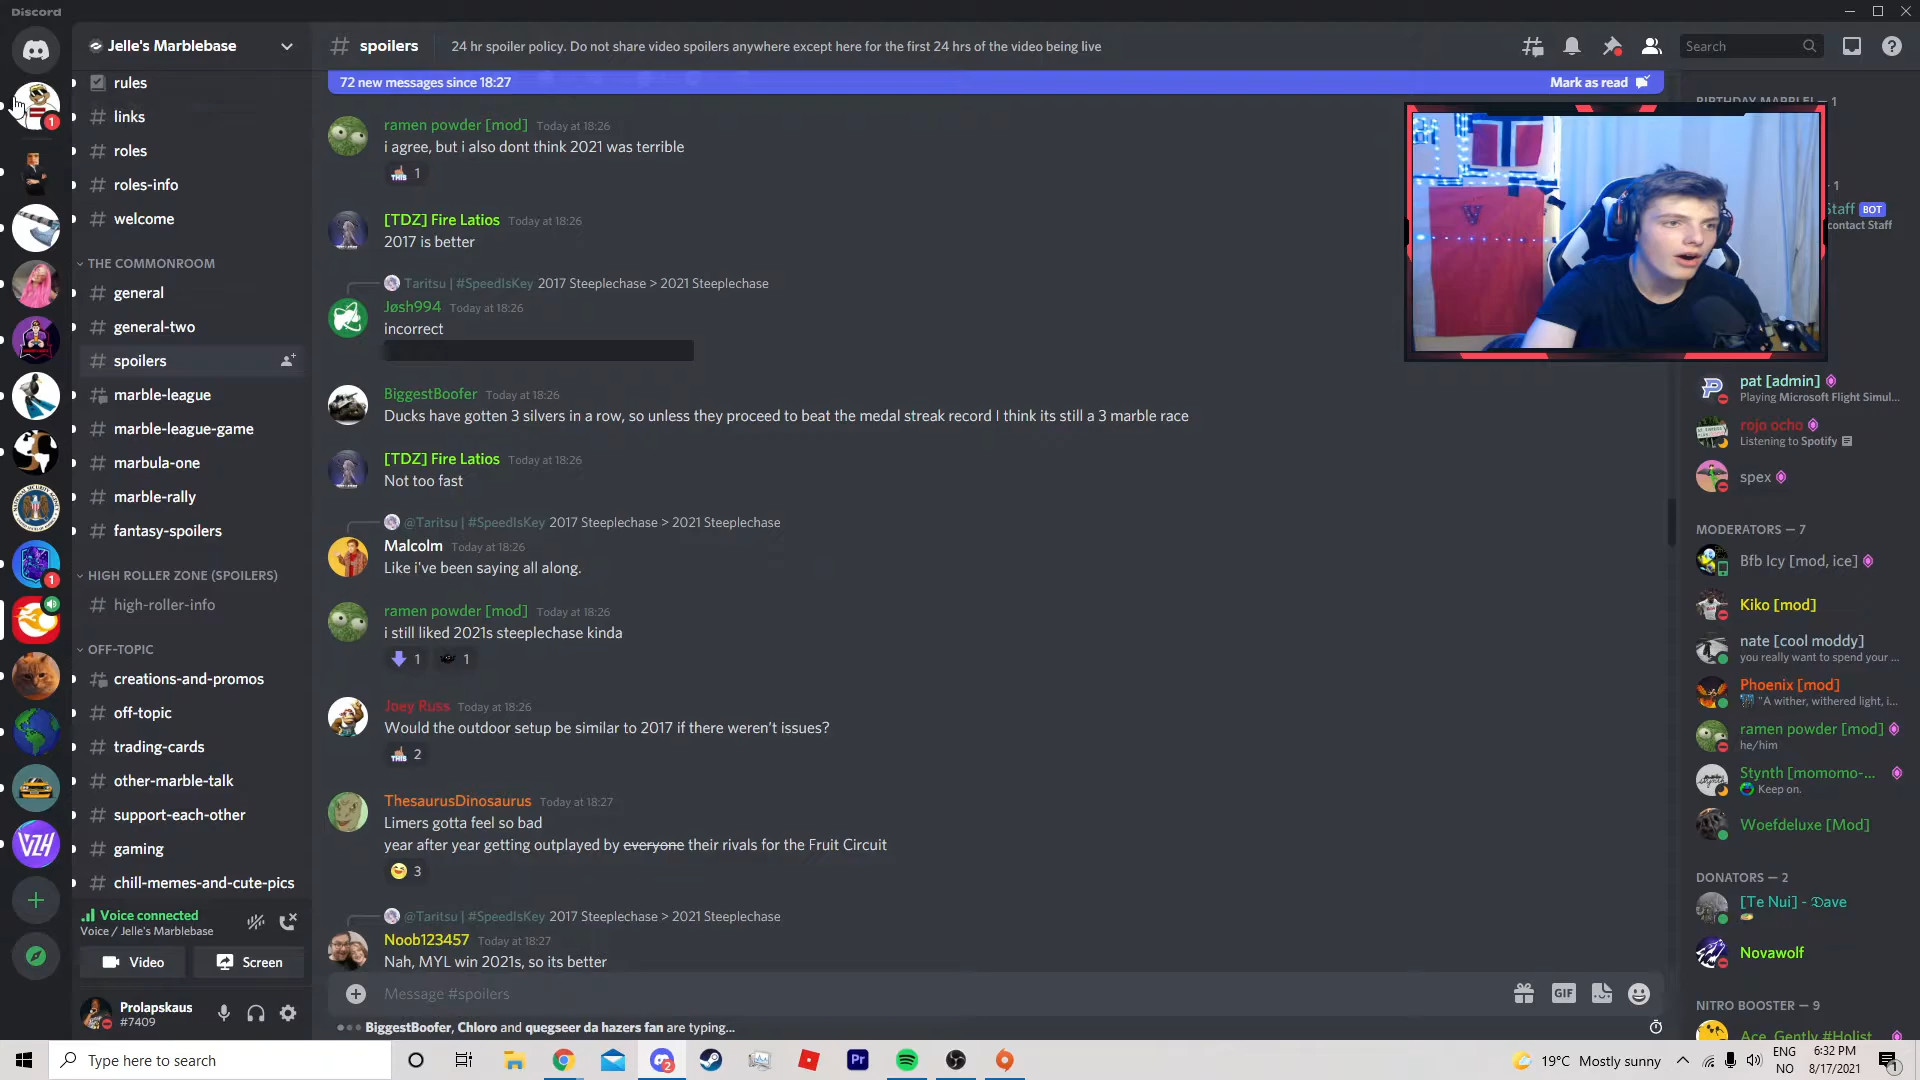 Discord
Jelle's Marblebase
# spoilers
24 hr spoiler policy. Do not share video spoilers anywhere except here for the first 24 hrs of the video being live
Search
72 new messages since 18:27
Mark as read
rules
links
roles
roles-info
welcome
THE COMMONROOM
general
general-two
spoilers
marble-league
marble-league-game
marbula-one
marble-rally
fantasy-spoilers
HIGH ROLLER ZONE (SPOILERS)
high-roller-info
OFF-TOPIC
creations-and-promos
off-topic
trading-cards
other-marble-talk
support-each-other
gaming
chill-memes-and-cute-pics
Voice connected
Voice / Jelle's Marblebase
Video
Screen
Prolapskaus
#7409
1
1
VZH
ramen powder [mod] Today at 18:26
i agree, but i also dont think 2021 was terrible
THIS 1
[TDZ] Fire Latios Today at 18:26
2017 is better
Taritsu | #SpeedIsKey 2017 Steeplechase > 2021 Steeplechase
Jøsh994 Today at 18:26
incorrect
BiggestBoofer Today at 18:26
Ducks have gotten 3 silvers in a row, so unless they proceed to beat the medal streak record I think its still a 3 marble race
[TDZ] Fire Latios Today at 18:26
Not too fast
@Taritsu | #SpeedIsKey 2017 Steeplechase > 2021 Steeplechase
Malcolm Today at 18:26
Like i've been saying all along.
ramen powder [mod] Today at 18:26
i still liked 2021s steeplechase kinda
1 1
Joey Russ Today at 18:26
Would the outdoor setup be similar to 2017 if there weren't issues?
THIS 2
ThesaurusDinosaurus Today at 18:27
Limers gotta feel so bad
year after year getting outplayed by everyone their rivals for the Fruit Circuit
3
@Taritsu | #SpeedIsKey 2017 Steeplechase > 2021 Steeplechase
Noob123457 Today at 18:27
Nah, MYL win 2021s, so its better
Message #spoilers
GIF
BiggestBoofer, Chloro and quegseer da hazers fan are typing...
BIRTHDAY MARBLE! — 1
— 1
Staff BOT
contact Staff
pat [admin]
Playing Microsoft Flight Simul...
rojo ocho
Listening to Spotify
spex
MODERATORS — 7
Bfb Icy [mod, ice]
Kiko [mod]
nate [cool moddy]
you really want to spend your ...
Phoenix [mod]
"A wither, withered light, i...
ramen powder [mod]
he/him
Stynth [momomo-...
Keep on.
Woefdeluxe [Mod]
DONATORS — 2
[Te Nui] - Dave
Novawolf
NITRO BOOSTER — 9
Ace, Gently #Holist
Type here to search
2
Pr
19°C Mostly sunny
ENG
NO
6:32 PM
8/17/2021
1